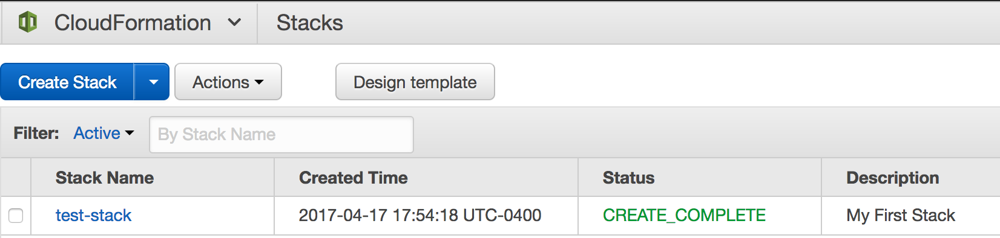 CloudFormation Stacks
Create Stack Actions Design template
Filter: Active By Stack Name
Stack Name Created Time Status Description
test-stack 2017-04-17 17:54:18 UTC-0400 CREATE_COMPLETE My First Stack